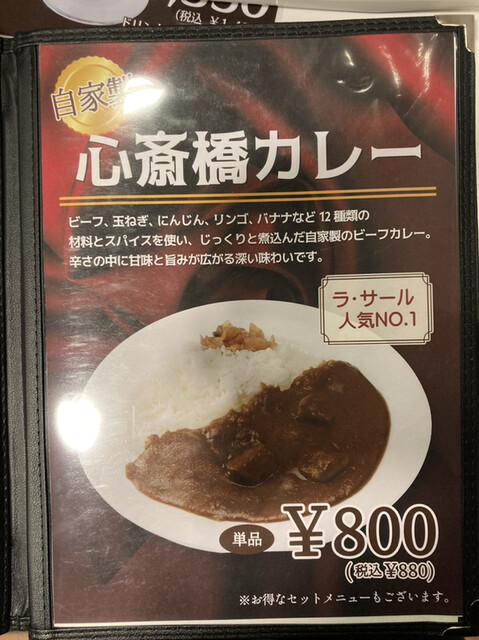 自家製
心斎橋カレー
ビーフ、玉ねぎ、にんじん、リンゴ、バナナなど 12 種類の
材料とスパイスを使い、じっくりと煮込んだ自家製のビーフカレー。
辛さの中に甘味と旨みが広がる深い味わいです。
ラ・サール
人気NO.1
単品 ¥800
(税込 ¥880)
※お得なセットメニューもございます。